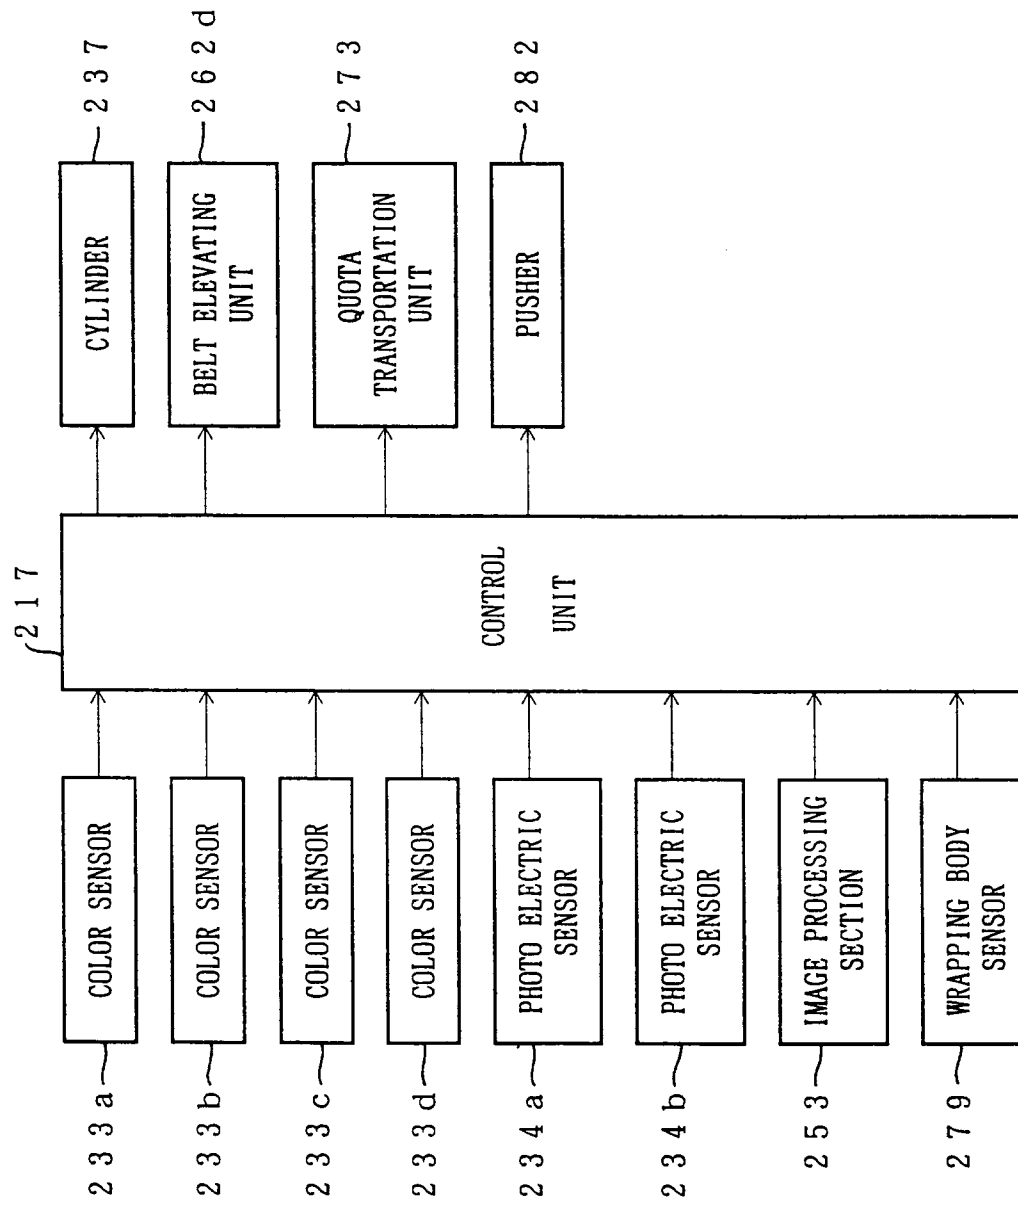 233a
COLOR SENSOR
233b
COLOR SENSOR
233c
COLOR SENSOR
233d
COLOR SENSOR
234a
PHOTO ELECTRIC
SENSOR
234b
PHOTO ELECTRIC
SENSOR
253
IMAGE PROCESSING
SECTION
279
WRAPPING BODY
SENSOR
217
CONTROL
UNIT
CYLINDER
237
BELT ELEVATING
UNIT
262d
QUOTA
TRANSPORTATION
UNIT
273
PUSHER
282